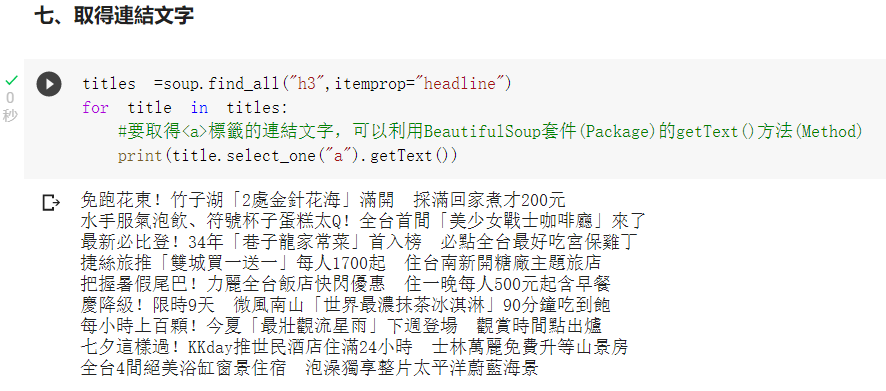 七、取得連結文字
titles =soup.find_all("h3",itemprop="headline")
0
秒
for title in titles:
#要取得<a>標籤的連結文字，可以利用BeautifulSoup套件(Package)的getText()方法(Method)
print(title.select_one("a").getText())
免跑花東！竹子湖「2處金針花海」滿開　採滿回家煮才200元
水手服氣泡飲、符號杯子蛋糕太Q！全台首間「美少女戰士咖啡廳」來了
最新必比登！34年「巷子龍家常菜」首入榜　必點全台最好吃宮保雞丁
捷絲旅推「雙城買一送一」每人1700起　住台南新開糖廠主題旅店
把握暑假尾巴！力麗全台飯店快閃優惠　住一晚每人500元起含早餐
慶降級！限時9天　微風南山「世界最濃抹茶冰淇淋」90分鐘吃到飽
每小時上百顆！今夏「最壯觀流星雨」下週登場　觀賞時間點出爐
七夕這樣過！KKday推世民酒店住滿24小時　士林萬麗免費升等山景房
全台4間絕美浴缸窗景住宿　泡澡獨享整片太平洋蔚藍海景